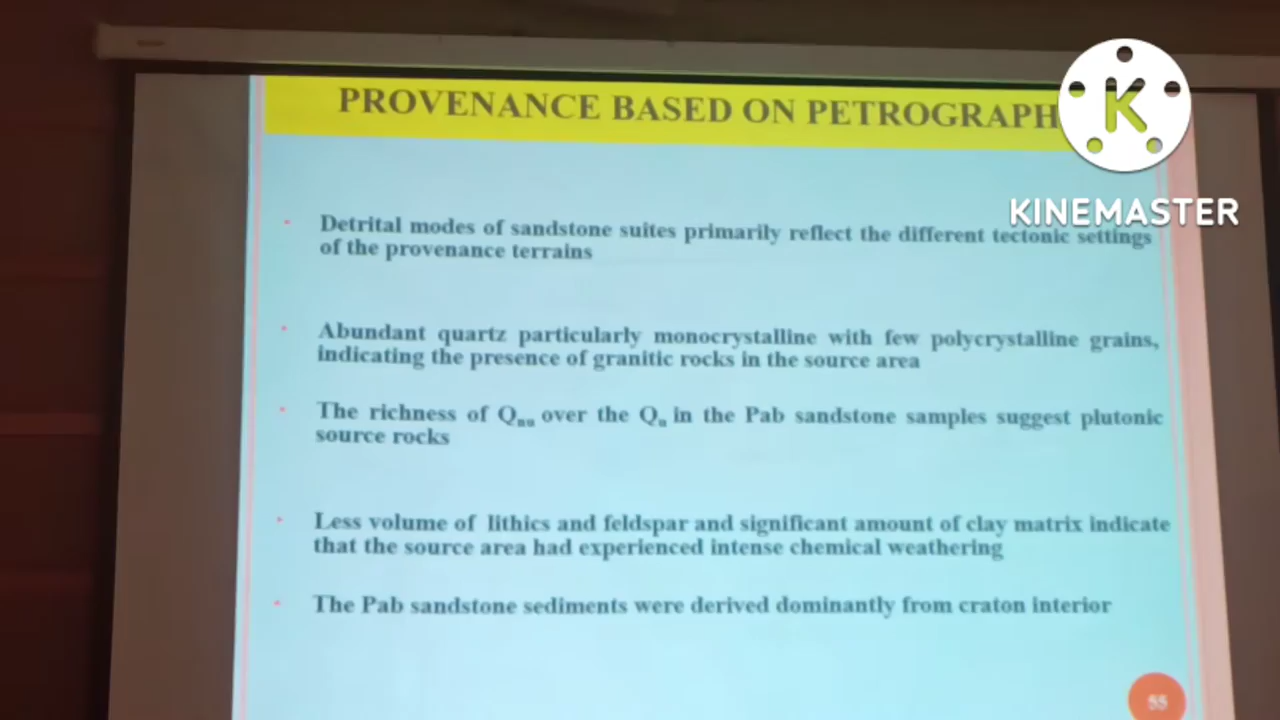 PROVENANCE BASED ON PETROGRAPH
K
KINEMASTER
Detrital modes of sandstone suites primarily reflect the different tectonic settings
of the provenance terrains
Abundant quartz particularly monocrystalline with few polycrystalline grains,
indicating the presence of granitic rocks in the source area
The richness of Qnu over the Qu in the Pab sandstone samples suggest plutonic
source rocks
Less volume of lithics and feldspar and significant amount of clay matrix indicate
that the source area had experienced intense chemical weathering
The Pab sandstone sediments were derived dominantly from craton interior
55